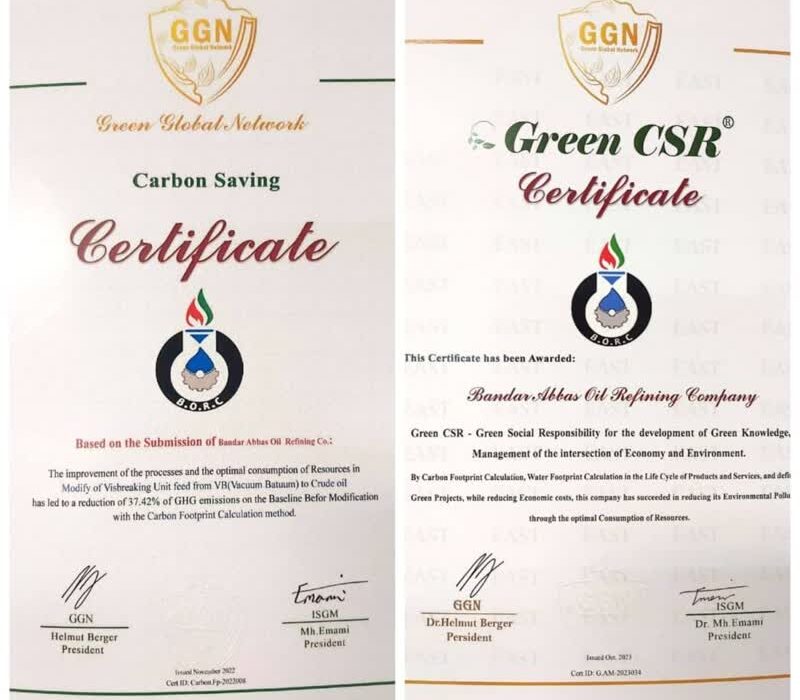 GGN
Green Global Network
Green Global Network
Carbon Saving
Certificate
B.O.R.C
Based on the Submission of Bandar Abbas Oil Refining Co.:
The improvement of the processes and the optimal consumption of Resources in
Modify of Visbreaking Unit feed from VB(Vacuum Batuum) to Crude oil
has led to a reduction of 37.42% of GHG emissions on the Baseline Befor Modification
with the Carbon Footprint Calculation method.
GGN
Helmut Berger
President
Emami
ISGM
Mh.Emami
President
Issued November 2022
Cert ID: Carbon.Fp-2022008
GGN
Green Global Network
Green CSR®
Certificate
B.O.R.C
This Certificate has been Awarded:
Bandar Abbas Oil Refining Company
Green CSR - Green Social Responsibility for the development of Green Knowledge,
Management of the intersection of Economy and Environment.
By Carbon Footprint Calculation, Water Footprint Calculation in the Life Cycle of Products and Services, and defi
Green Projects, while reducing Economic costs, this company has succeeded in reducing its Environmental Pollu
through the optimal Consumption of Resources.
GGN
Dr.Helmut Berger
Persident
ISGM
Dr. Mh.Emami
President
Issued Oct. 2023
Cert ID: G.AM-2023034